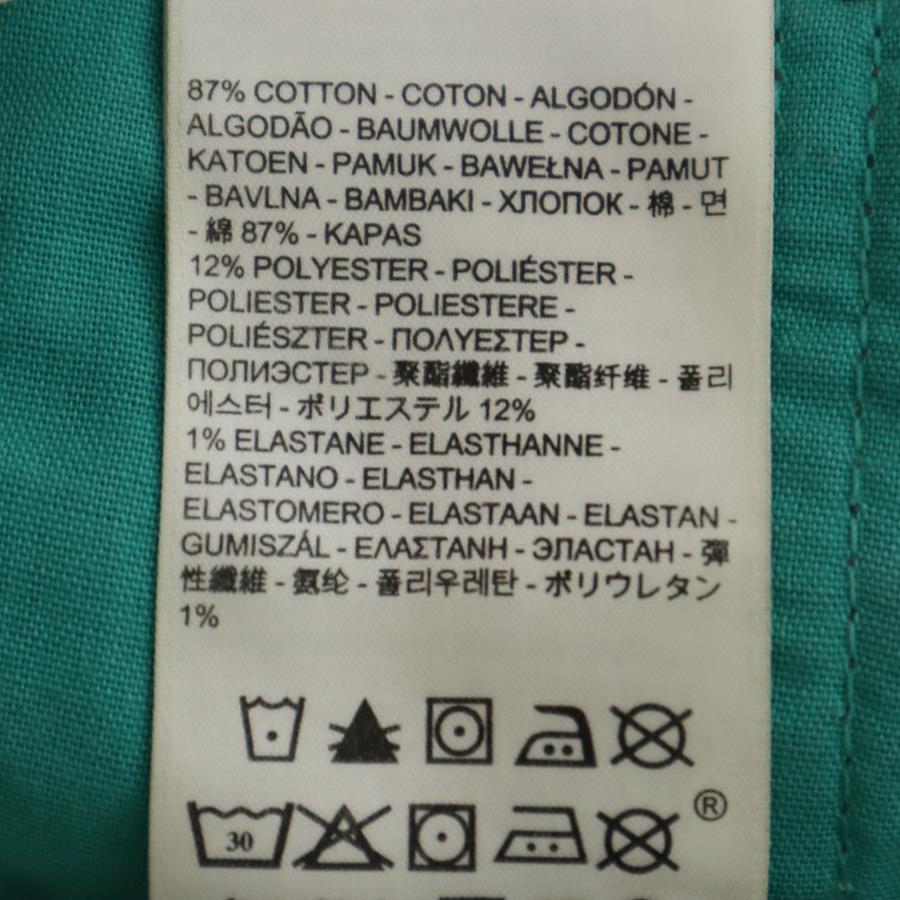 87% COTTON - COTON - ALGODÓN -
ALGODÃO - BAUMWOLLE - COTONE -
KATOEN - PAMUK - BAWEŁNA - PAMUT
- BAVLNA - BAMBAKI - ХЛОПОК - 棉 - 면
- 綿 87% - KAPAS
12% POLYESTER - POLIÉSTER -
POLIESTER - POLIESTERE -
POLIÉSZTER - ΠΟΛΥΕΣΤΕΡ -
ПОЛИЭСТЕР - 聚酯纖維 - 聚酯纤维 - 폴리
에스터 - ポリエステル 12%
1% ELASTANE - ELASTHANNE -
ELASTANO - ELASTHAN -
ELASTOMERO - ELASTAAN - ELASTAN -
GUMISZÁL - ΕΛΑΣΤΑΝΗ - ЭЛАСТАН - 彈
性纖維 - 氨纶 - 폴리우레탄 - ポリウレタン
1%
®
30